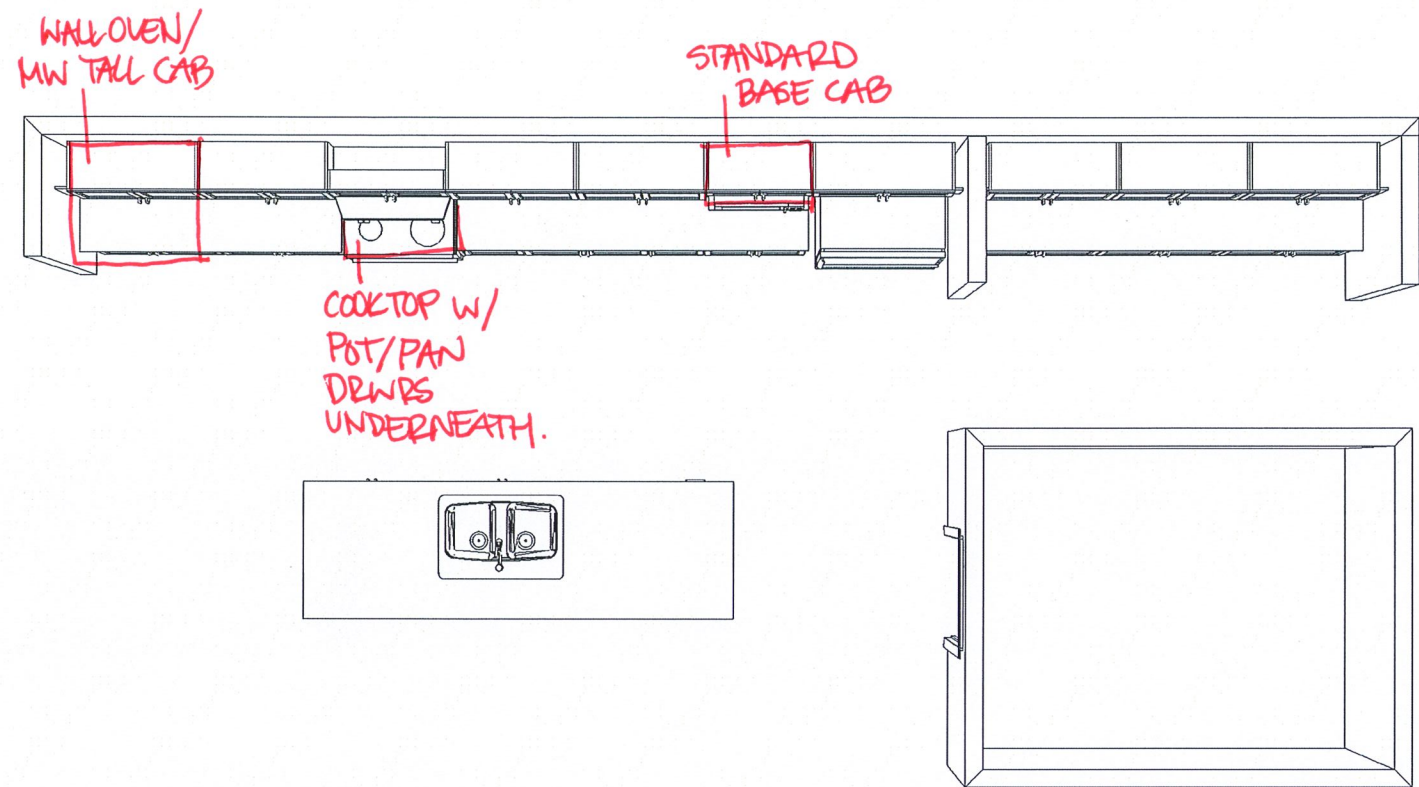 WALL OVEN/
MW TALL CAB
STANDARD
BASE CAB
COOKTOP W/
POT/PAN
DRWRS
UNDERNEATH.